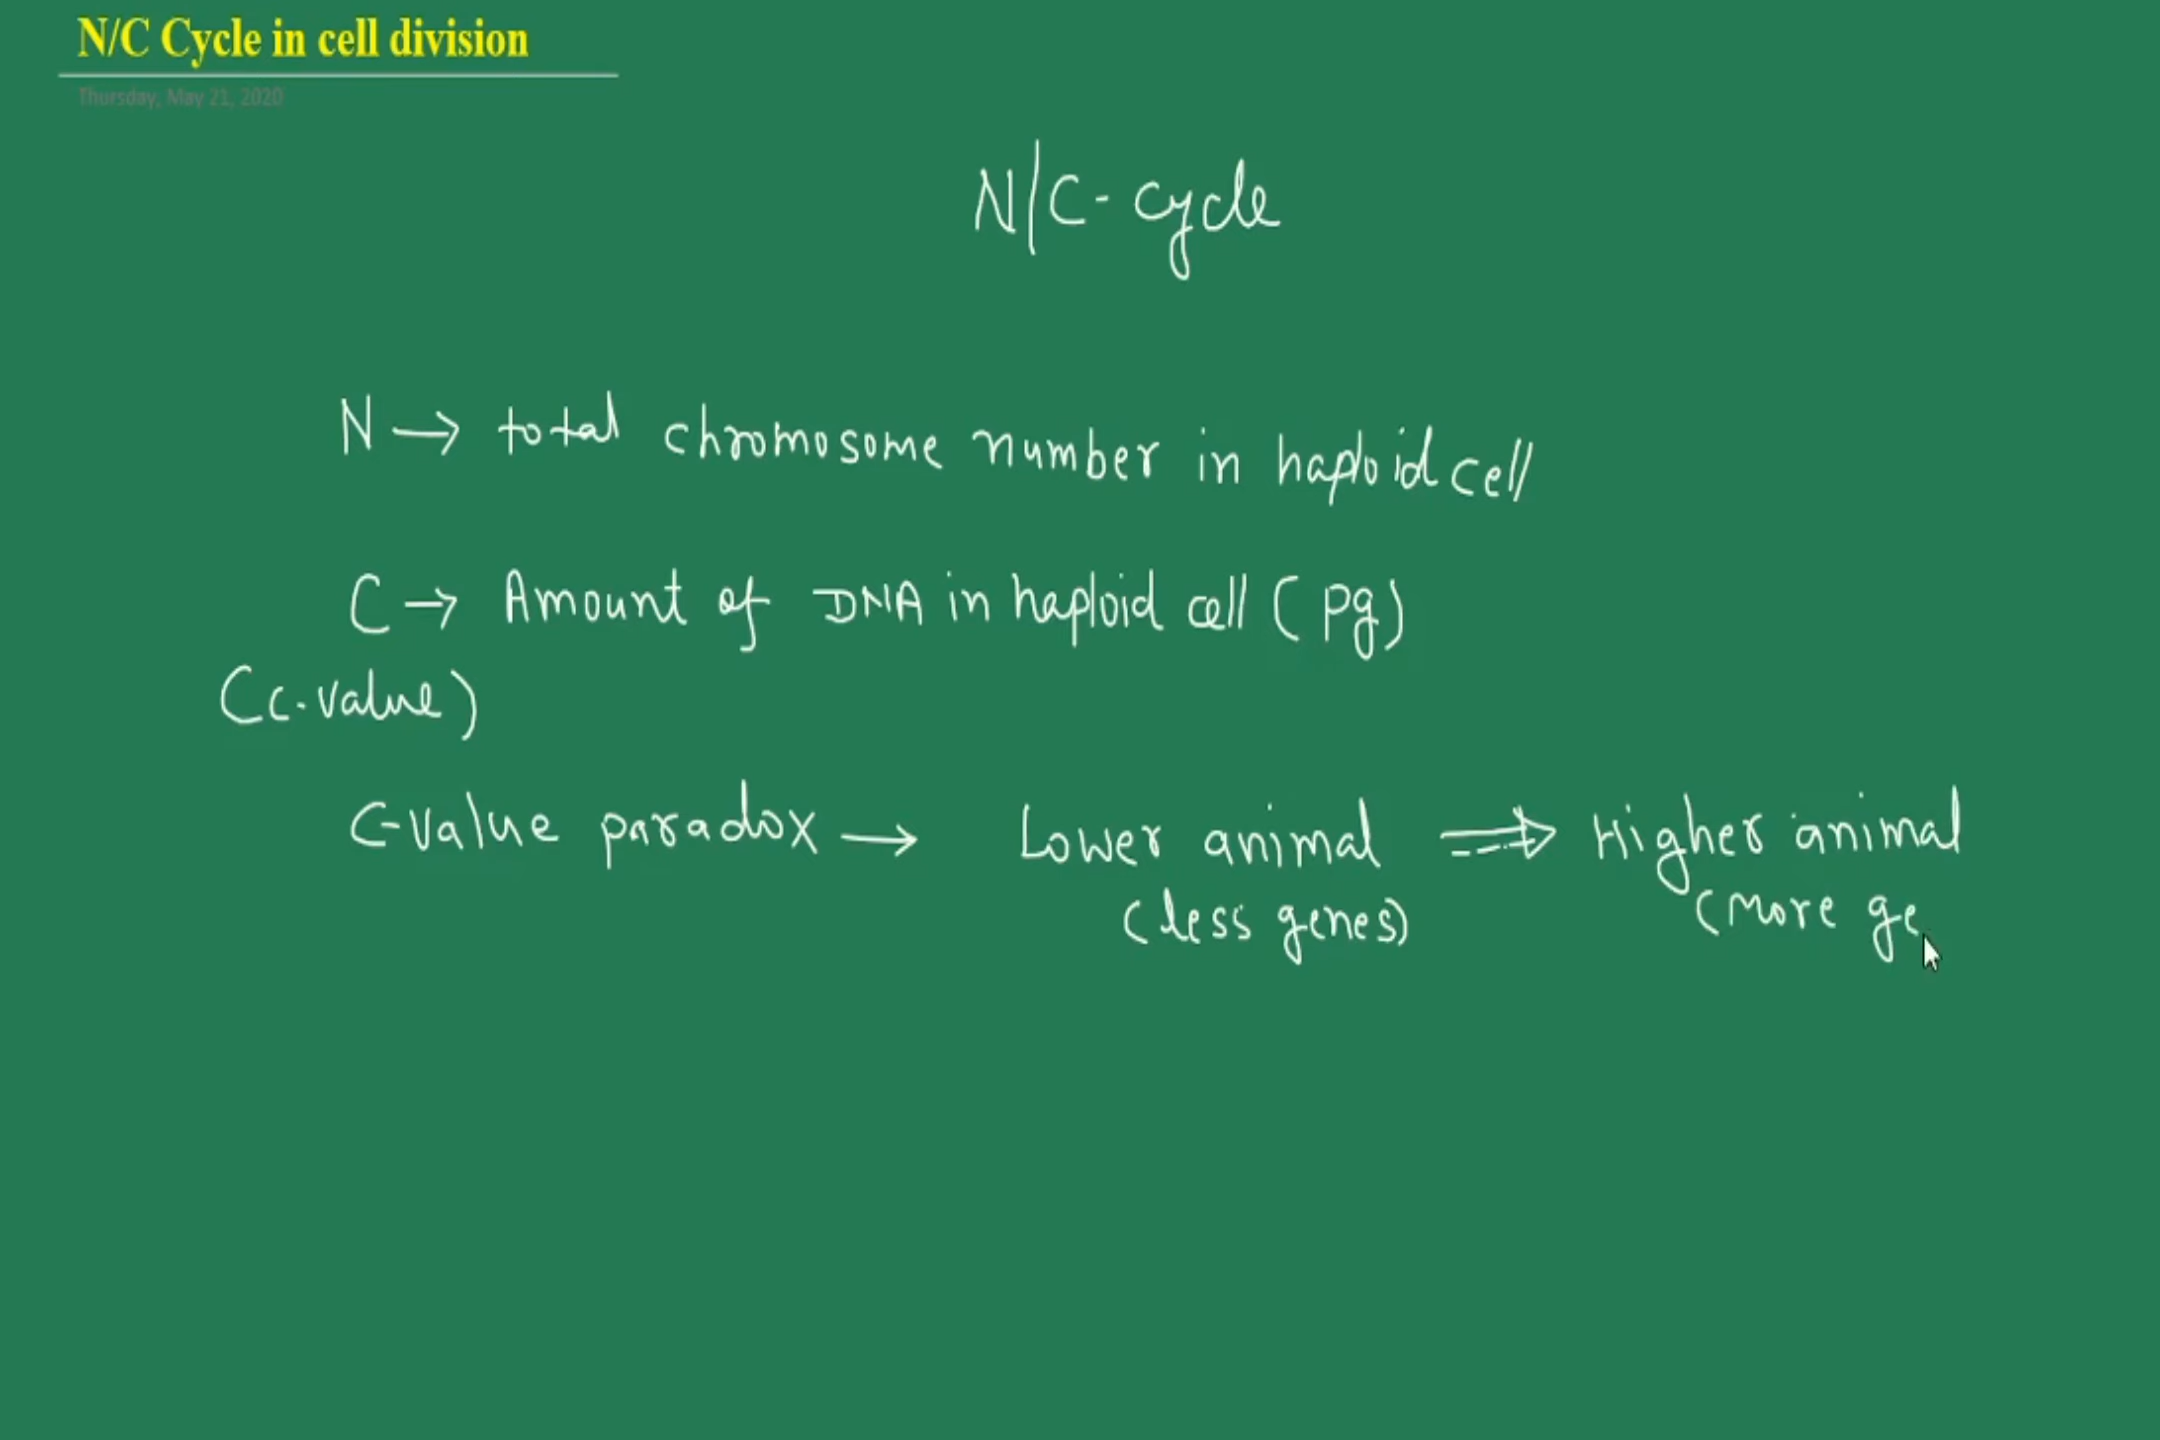 N/C Cycle in cell division
Thursday, May 21, 2020
N/C - cycle
N → total chromosome number in haploid cell
C → Amount of DNA in haploid cell (pg)
(c-value)
C-value paradox → Lower animal ⇒ Higher animal
(less genes) (More ge